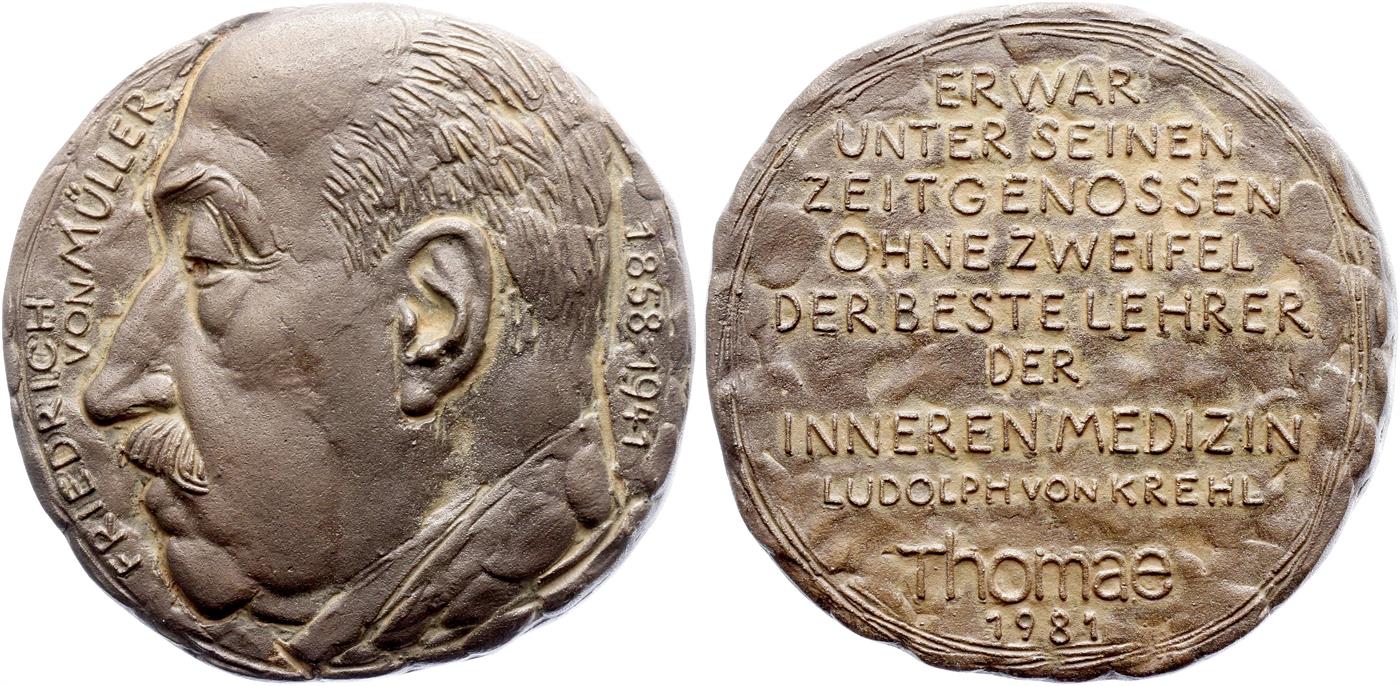 FRIEDRICH
VON MÜLLER
1858-1941
ER WAR
UNTER SEINEN
ZEITGENOSSEN
OHNE ZWEIFEL
DER BESTE LEHRER
DER
INNEREN MEDIZIN
LUDOLPH VON KREHL
Thomae
1981